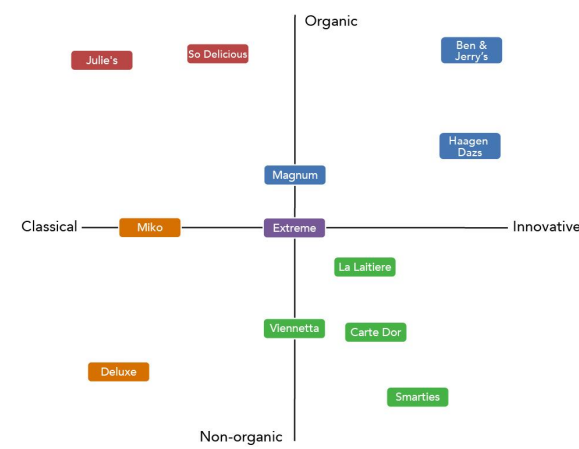 Organic
Julie's
So Delicious
Ben &
Jerry's
Haagen
Dazs
Magnum
Classical
Miko
Extreme
Innovative
La Laitiere
Viennetta
Carte Dor
Deluxe
Smarties
Non-organic